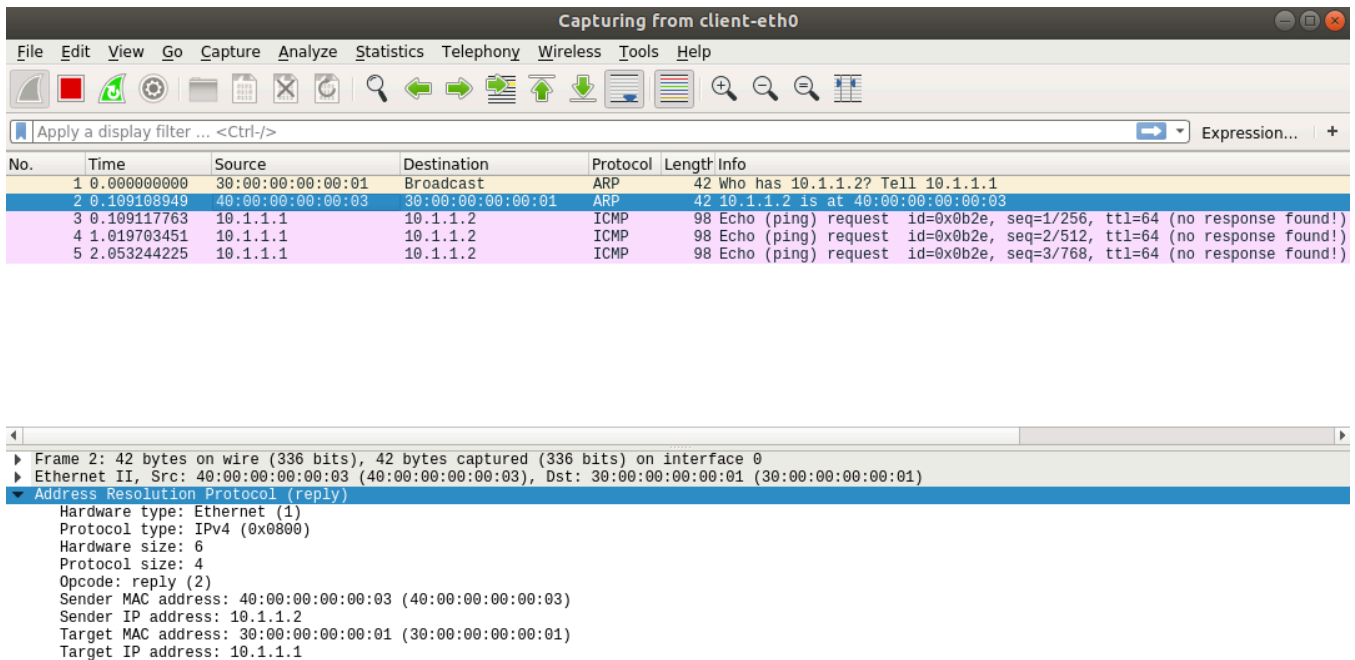 Capturing from client-eth0
File Edit View Go Capture Analyze Statistics Telephony Wireless Tools Help
Apply a display filter ... <Ctrl-/> Expression... +
No. Time Source Destination Protocol Length Info
1 0.000000000 30:00:00:00:00:01 Broadcast ARP 42 Who has 10.1.1.2? Tell 10.1.1.1
2 0.109108949 40:00:00:00:00:03 30:00:00:00:00:01 ARP 42 10.1.1.2 is at 40:00:00:00:00:03
3 0.109117763 10.1.1.1 10.1.1.2 ICMP 98 Echo (ping) request id=0x0b2e, seq=1/256, ttl=64 (no response found!)
4 1.019703451 10.1.1.1 10.1.1.2 ICMP 98 Echo (ping) request id=0x0b2e, seq=2/512, ttl=64 (no response found!)
5 2.053244225 10.1.1.1 10.1.1.2 ICMP 98 Echo (ping) request id=0x0b2e, seq=3/768, ttl=64 (no response found!)
Frame 2: 42 bytes on wire (336 bits), 42 bytes captured (336 bits) on interface 0
Ethernet II, Src: 40:00:00:00:00:03 (40:00:00:00:00:03), Dst: 30:00:00:00:00:01 (30:00:00:00:00:01)
Address Resolution Protocol (reply)
Hardware type: Ethernet (1)
Protocol type: IPv4 (0x0800)
Hardware size: 6
Protocol size: 4
Opcode: reply (2)
Sender MAC address: 40:00:00:00:00:03 (40:00:00:00:00:03)
Sender IP address: 10.1.1.2
Target MAC address: 30:00:00:00:00:01 (30:00:00:00:00:01)
Target IP address: 10.1.1.1